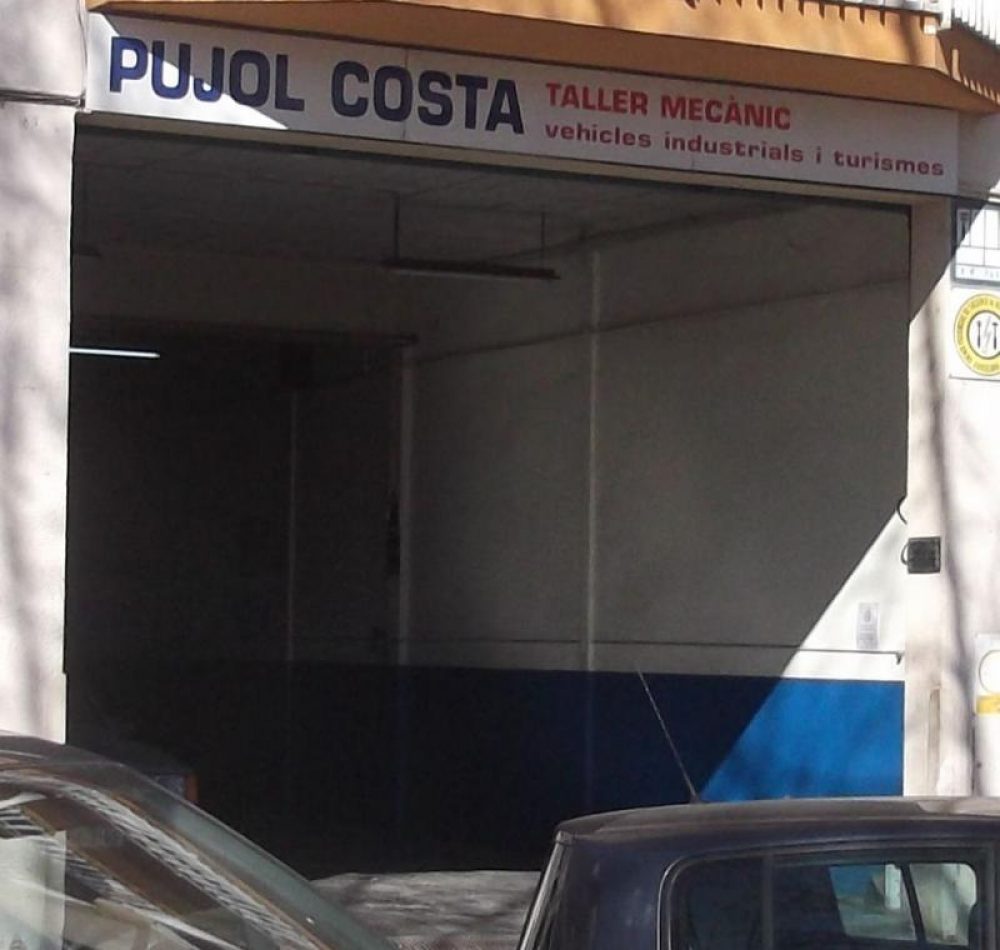 PUJOL COSTA
TALLER MECÀNIC
vehicles industrials i turismes